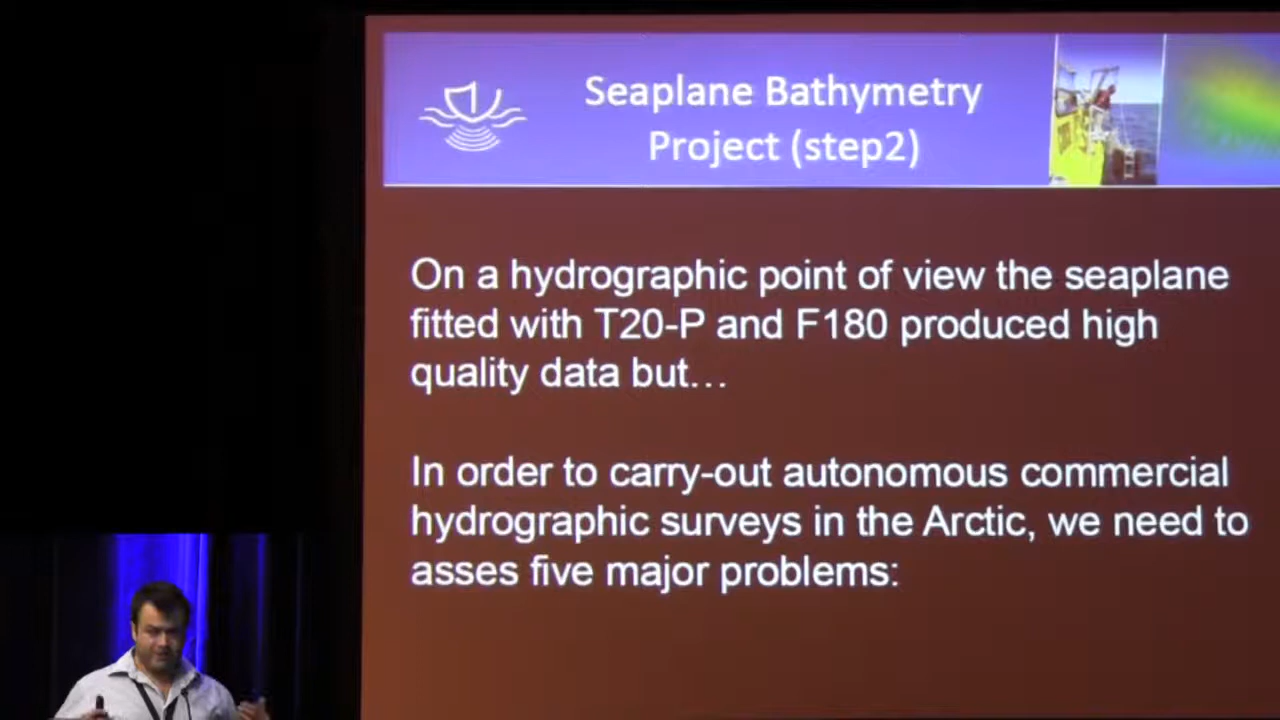 Seaplane Bathymetry
Project (step2)
On a hydrographic point of view the seaplane
fitted with T20-P and F180 produced high
quality data but…
In order to carry-out autonomous commercial
hydrographic surveys in the Arctic, we need to
asses five major problems: